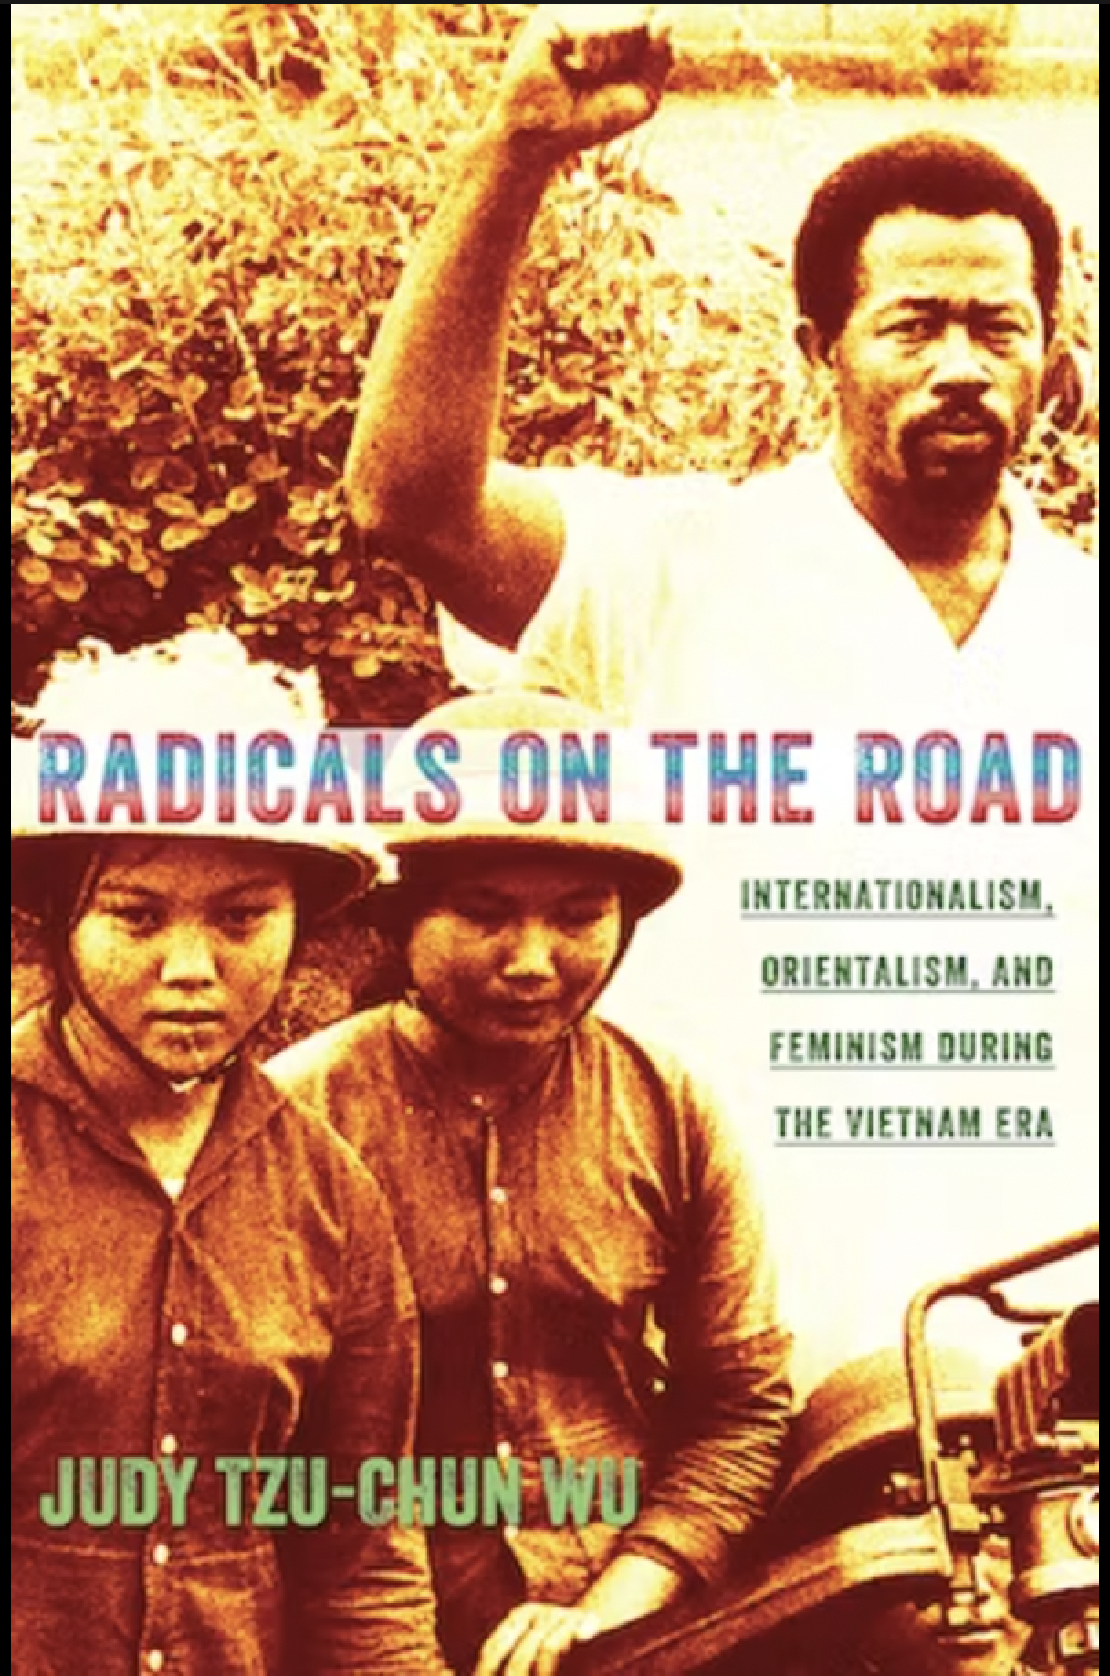 RADICALS ON THE ROAD
INTERNATIONALISM,
ORIENTALISM, AND
FEMINISM DURING
THE VIETNAM ERA
JUDY TZU-CHUN WU